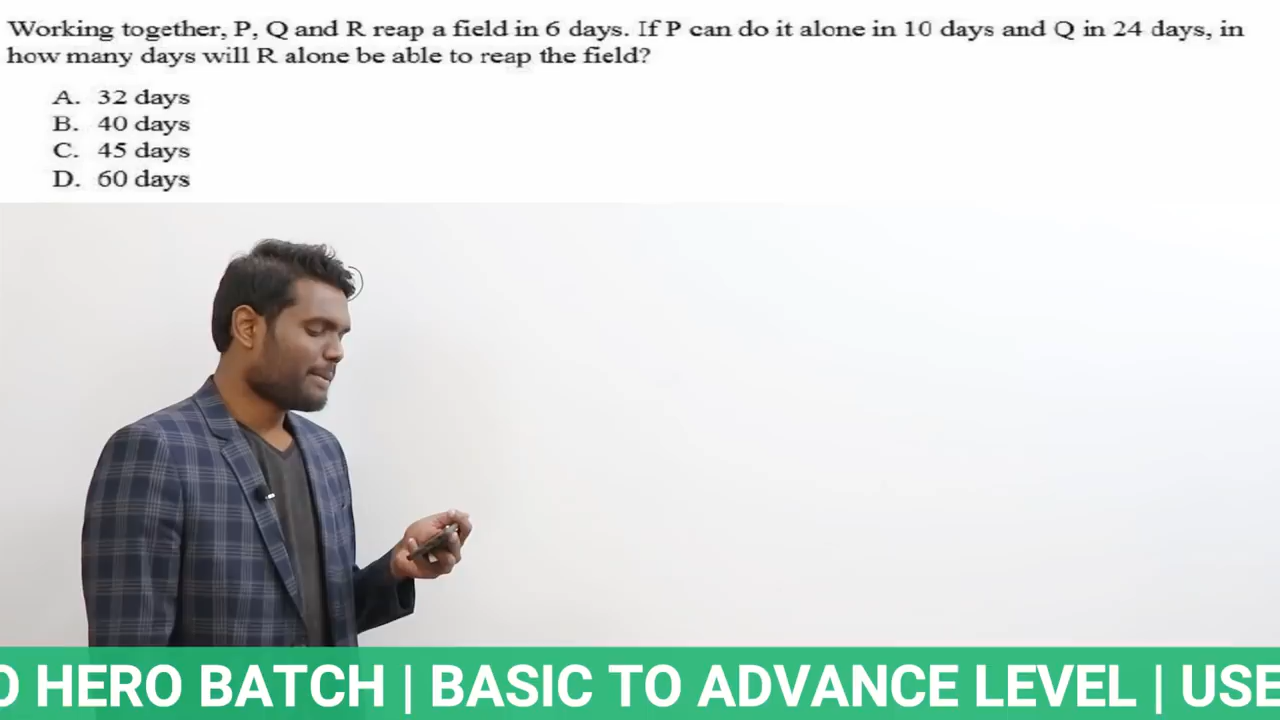 Working together, P, Q and R reap a field in 6 days. If P can do it alone in 10 days and Q in 24 days, in
how many days will R alone be able to reap the field?
A. 32 days
B. 40 days
C. 45 days
D. 60 days
HERO BATCH | BASIC TO ADVANCE LEVEL | USE